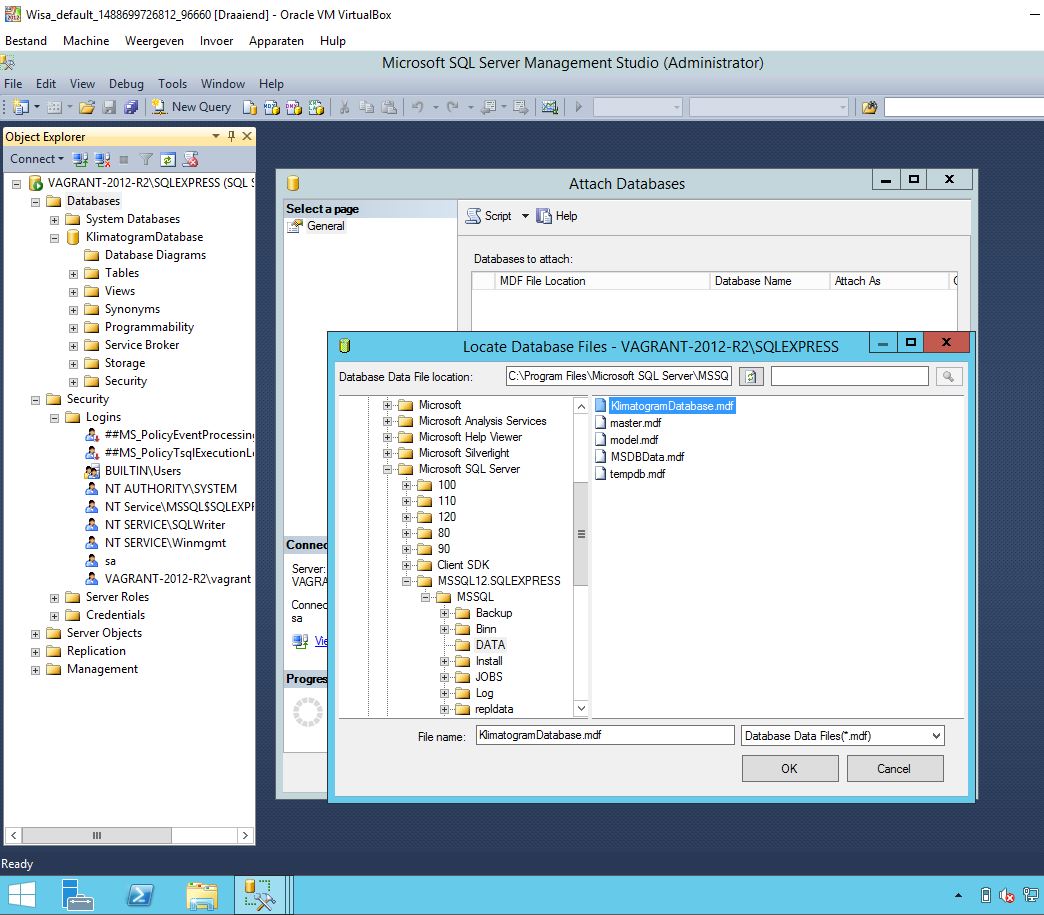 Wisa_default_1488699726812_96660 [Draaiend] - Oracle VM VirtualBox
Bestand Machine Weergeven Invoer Apparaten Hulp
Microsoft SQL Server Management Studio (Administrator)
File Edit View Debug Tools Window Help
New Query
Object Explorer
Connect
VAGRANT-2012-R2\SQLEXPRESS (SQL S
Databases
System Databases
KlimatogramDatabase
Database Diagrams
Tables
Views
Synonyms
Programmability
Service Broker
Storage
Security
Security
Logins
##MS_PolicyEventProcessing
##MS_PolicyTsqlExecutionLo
BUILTIN\Users
NT AUTHORITY\SYSTEM
NT Service\MSSQL$SQLEXPR
NT SERVICE\SQLWriter
NT SERVICE\Winmgmt
sa
VAGRANT-2012-R2\vagrant
Server Roles
Credentials
Server Objects
Replication
Management
Attach Databases
Select a page
General
Script Help
Databases to attach:
MDF File Location Database Name Attach As
Connec
Server:
VAGRA
Connec
sa
Vie
Progres
Locate Database Files - VAGRANT-2012-R2\SQLEXPRESS
Database Data File location: C:\Program Files\Microsoft SQL Server\MSSQ
Microsoft
Microsoft Analysis Services
Microsoft Help Viewer
Microsoft Silverlight
Microsoft SQL Server
100
110
120
80
90
Client SDK
MSSQL12.SQLEXPRESS
MSSQL
Backup
Binn
DATA
Install
JOBS
Log
repldata
KlimatogramDatabase.mdf
master.mdf
model.mdf
MSDBData.mdf
tempdb.mdf
File name: KlimatogramDatabase.mdf Database Data Files(*.mdf)
OK Cancel
Ready